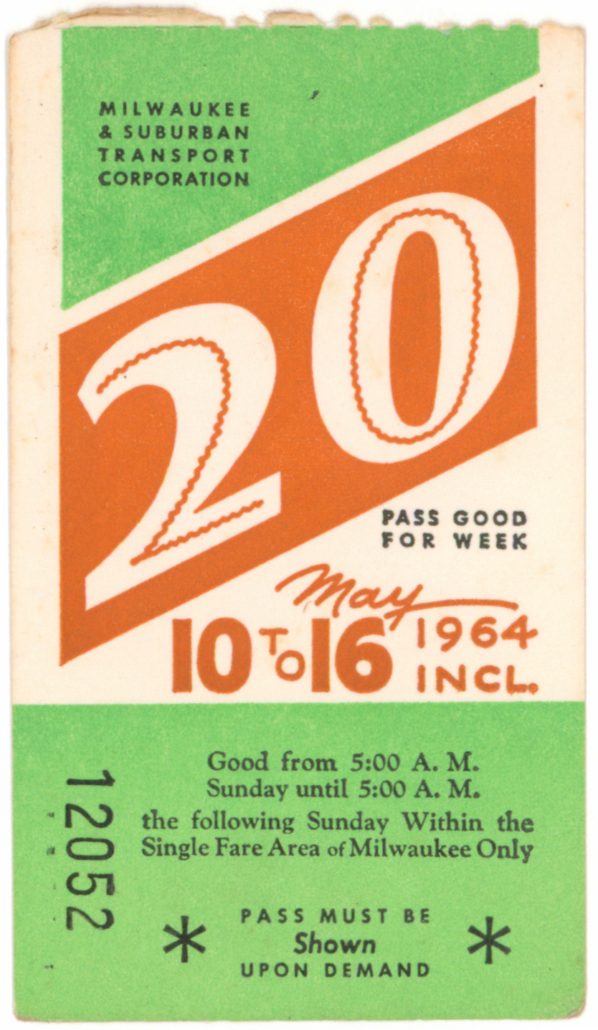 MILWAUKEE
& SUBURBAN
TRANSPORT
CORPORATION
20
PASS GOOD
FOR WEEK
May
10 TO 16 1964
INCL.
Good from 5:00 A. M.
Sunday until 5:00 A. M.
the following Sunday Within the
Single Fare Area of Milwaukee Only
12052
PASS MUST BE
* Shown *
UPON DEMAND